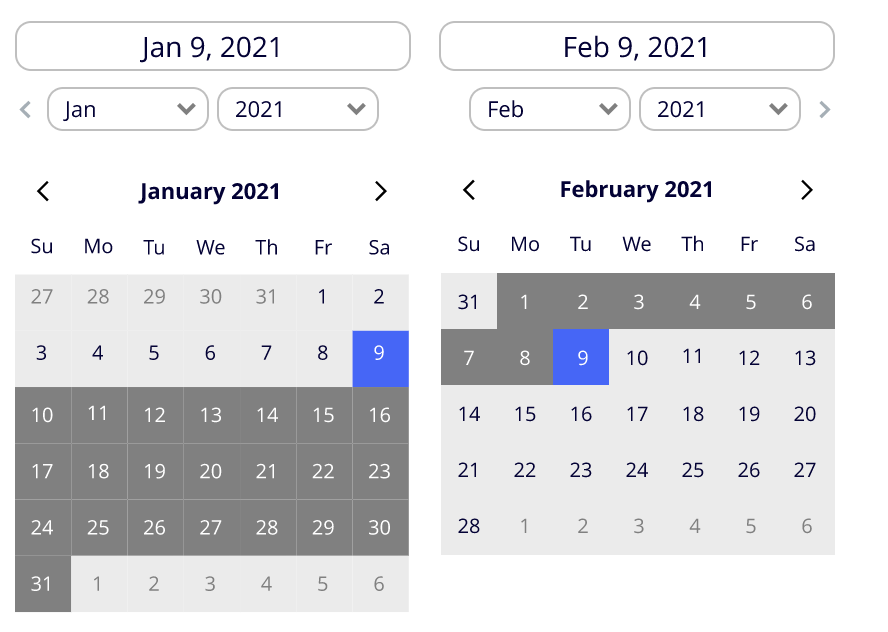 Jan 9, 2021
Jan 2021
January 2021
Su Mo Tu We Th Fr Sa
27 28 29 30 31 1 2
3 4 5 6 7 8 9
10 11 12 13 14 15 16
17 18 19 20 21 22 23
24 25 26 27 28 29 30
31 1 2 3 4 5 6
Feb 9, 2021
Feb 2021
February 2021
Su Mo Tu We Th Fr Sa
31 1 2 3 4 5 6
7 8 9 10 11 12 13
14 15 16 17 18 19 20
21 22 23 24 25 26 27
28 1 2 3 4 5 6